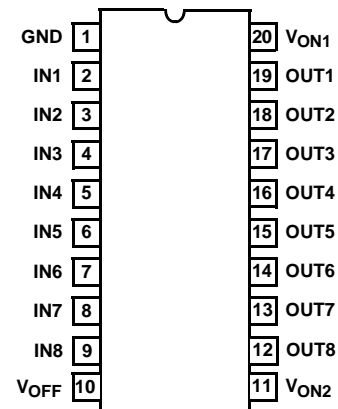 GND 1 20 VON1
IN1 2 19 OUT1
IN2 3 18 OUT2
IN3 4 17 OUT3
IN4 5 16 OUT4
IN5 6 15 OUT5
IN6 7 14 OUT6
IN7 8 13 OUT7
IN8 9 12 OUT8
VOFF 10 11 VON2